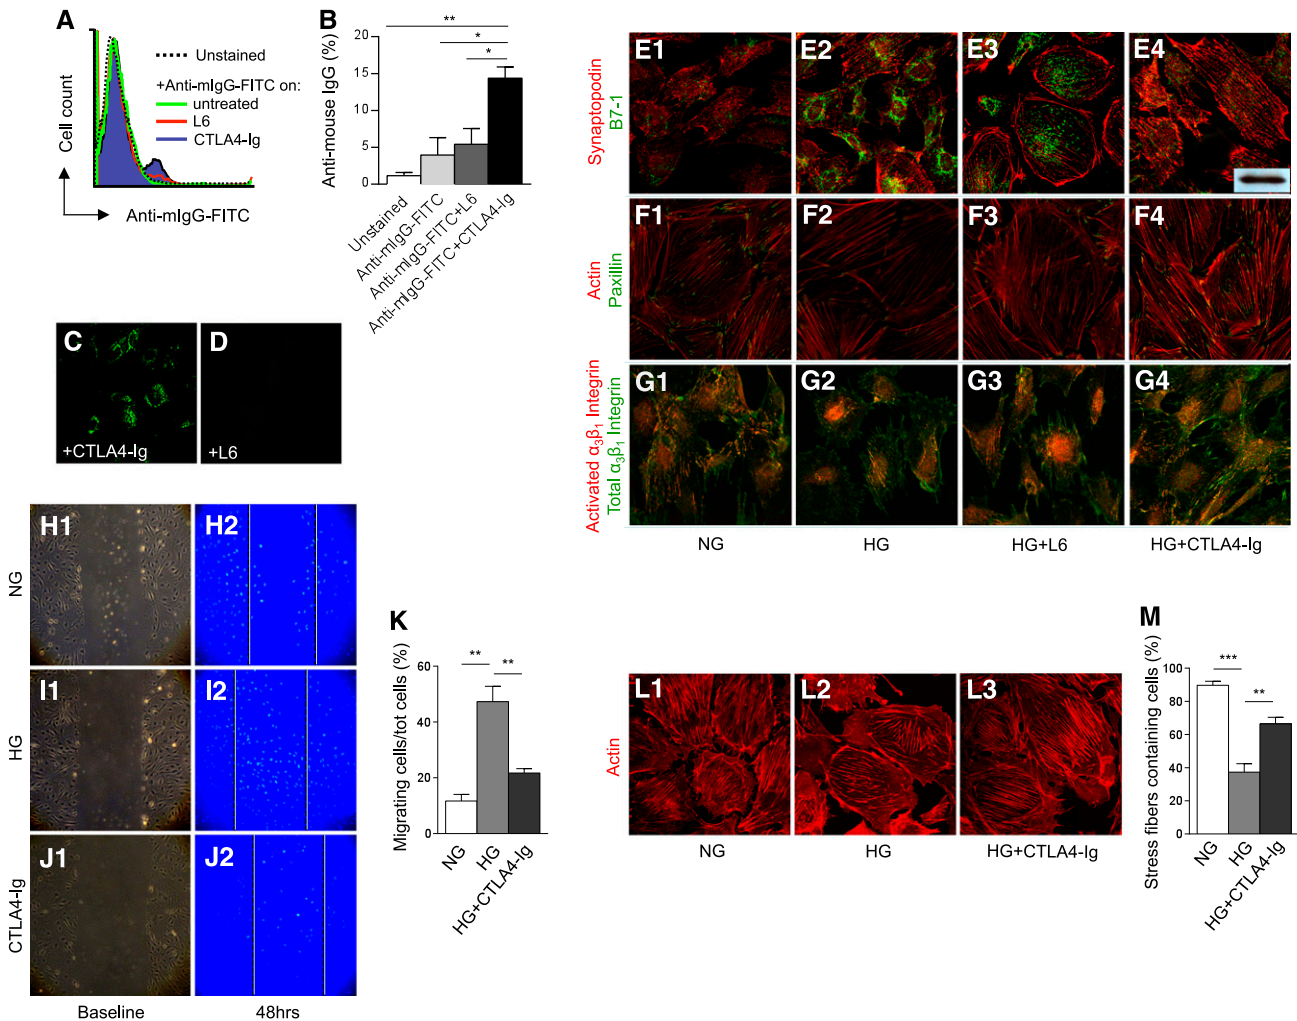 A
Cell count
Unstained
+Anti-mIgG-FITC on:
untreated
L6
CTLA4-Ig
Anti-mIgG-FITC
B
Anti-mouse IgG (%)
20
15
10
5
0
**
*
*
Unstained
Anti-mIgG-FITC
Anti-mIgG-FITC+L6
Anti-mIgG-FITC+CTLA4-Ig
C
+CTLA4-Ig
D
+L6
Synaptopodin
B7-1
E1
E2
E3
E4
Actin
Paxillin
F1
F2
F3
F4
Activated α3β1 Integrin
Total α3β1 Integrin
G1
G2
G3
G4
NG
HG
HG+L6
HG+CTLA4-Ig
NG
H1
H2
HG
I1
I2
CTLA4-Ig
J1
J2
Baseline
48hrs
K
Migrating cells/tot cells (%)
60
40
20
0
**
**
NG
HG
HG+CTLA4-Ig
Actin
L1
L2
L3
NG
HG
HG+CTLA4-Ig
M
Stress fibers containing cells (%)
100
80
60
40
20
0
***
**
NG
HG
HG+CTLA4-Ig